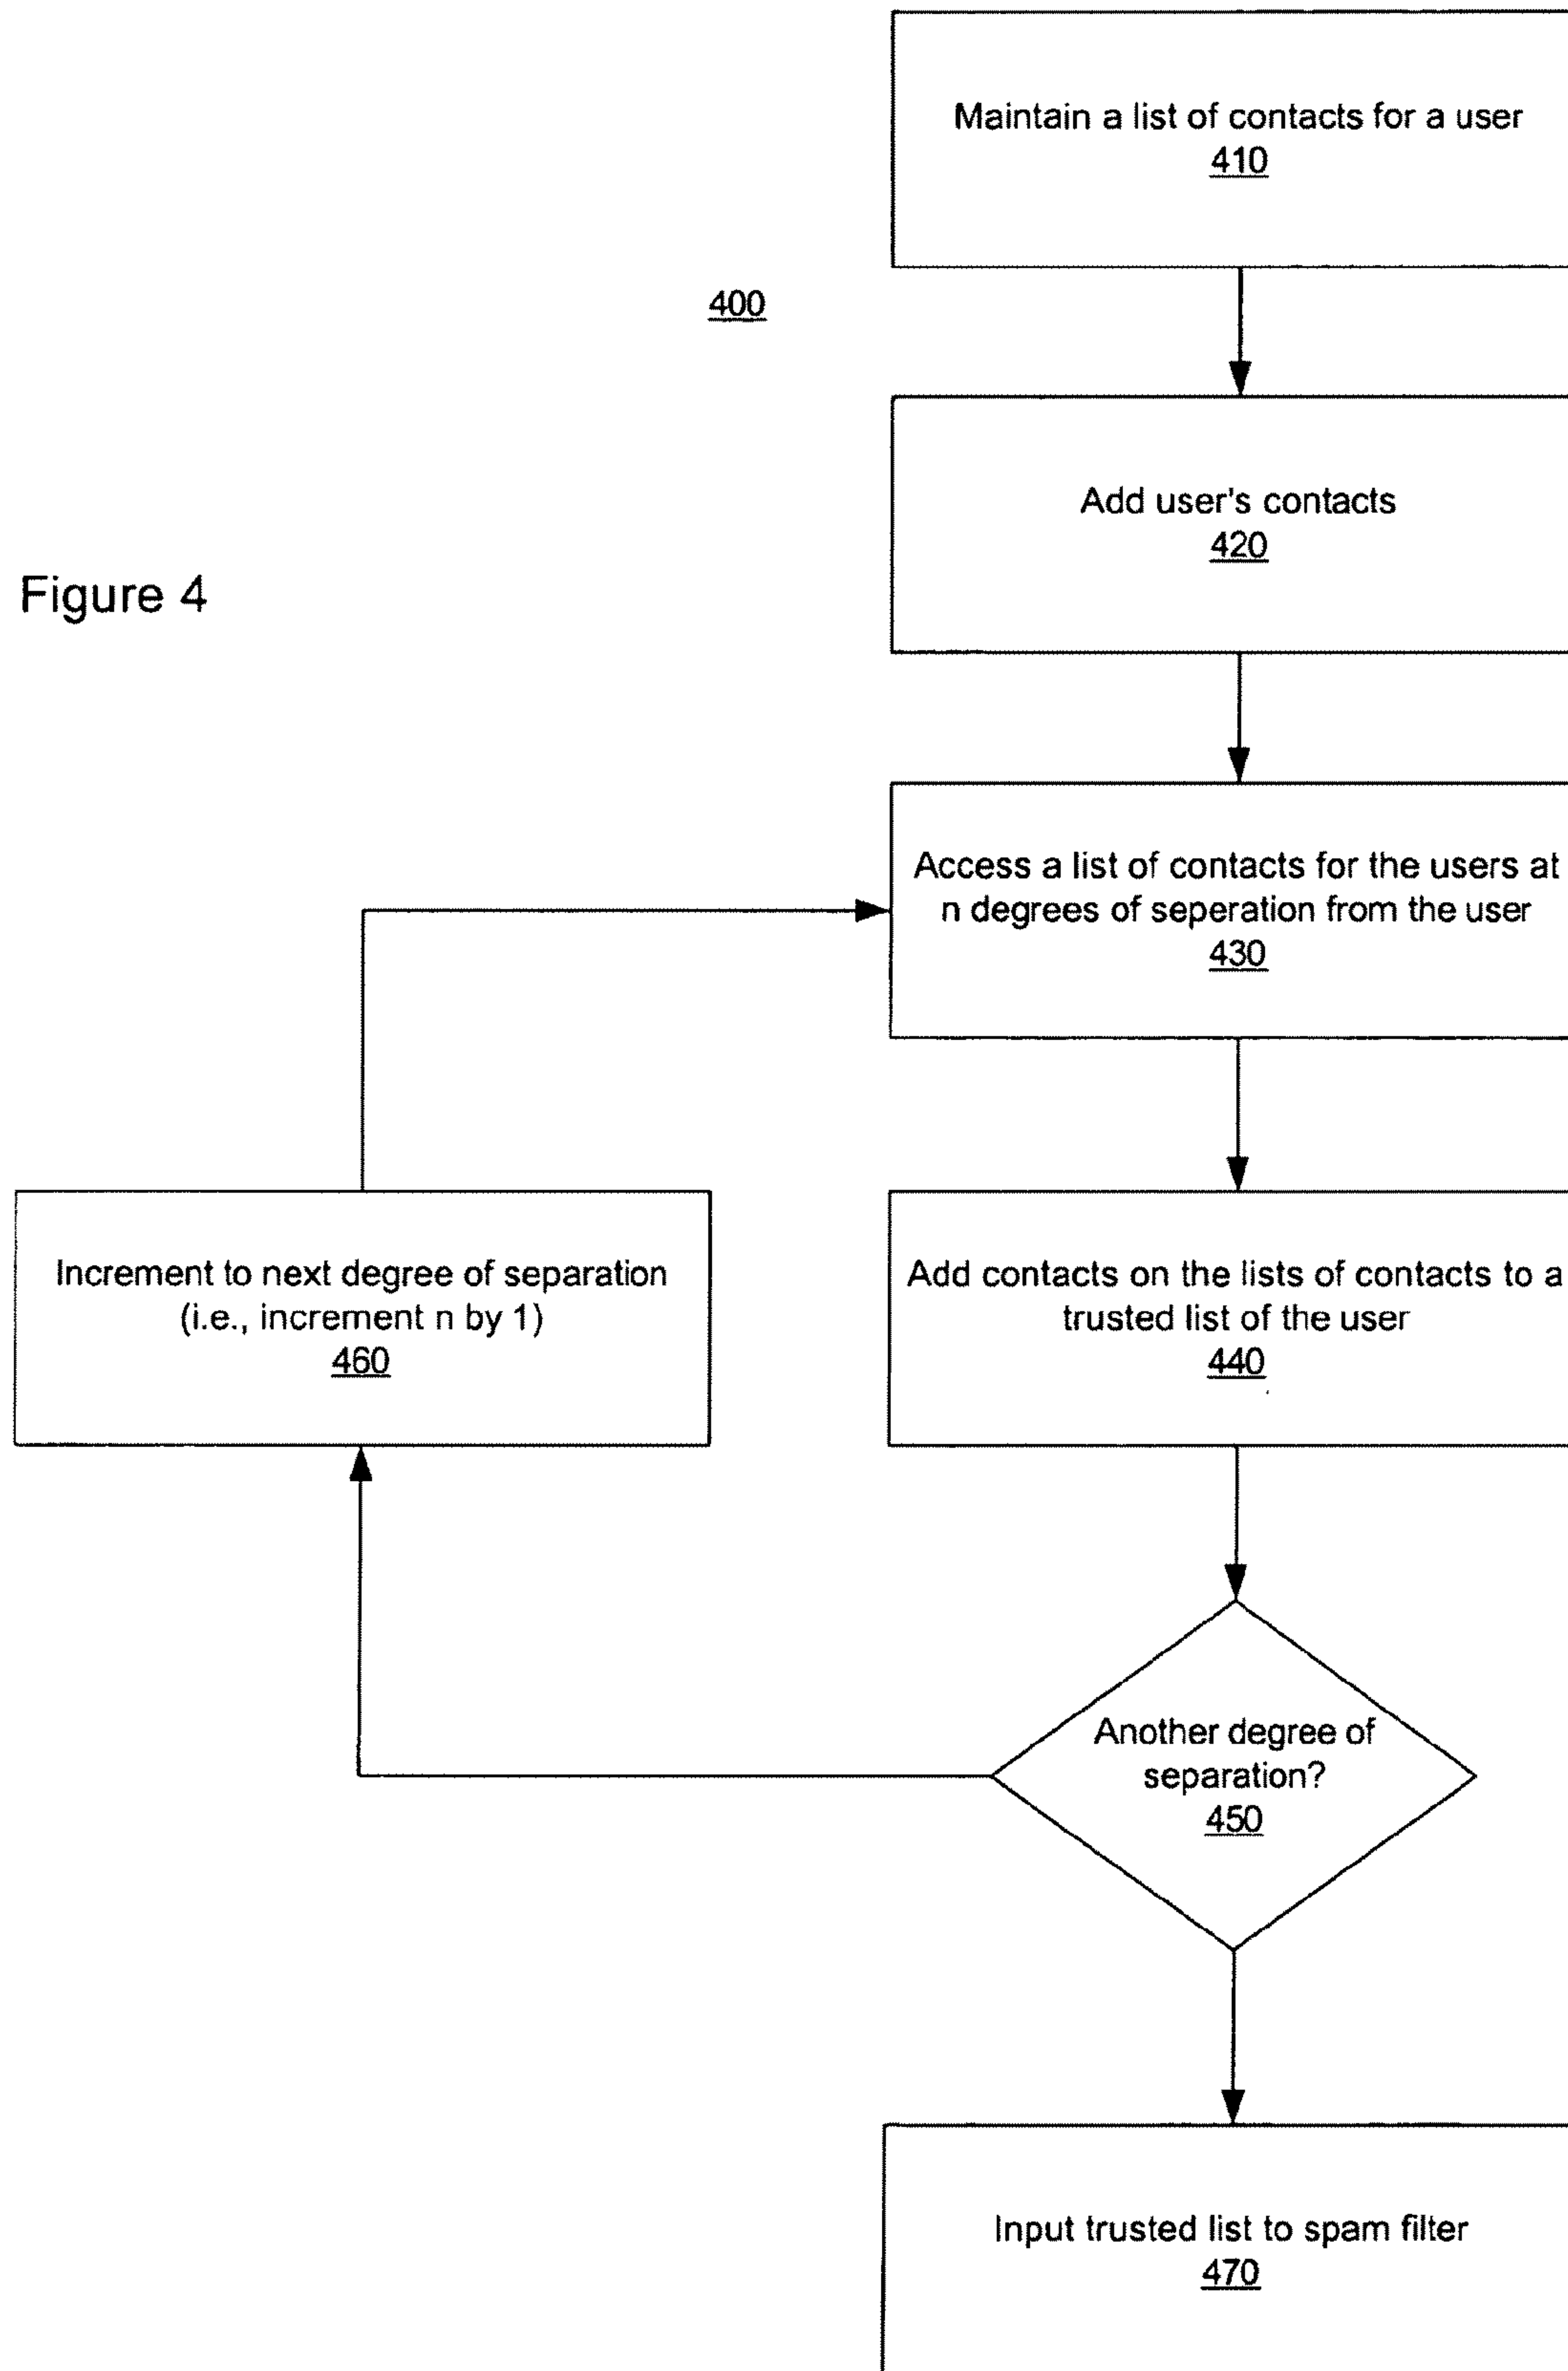 Maintain a list of contacts for a user
410
400
Add user's contacts
420
Figure 4
Access a list of contacts for the users at
n degrees of seperation from the user
430
Increment to next degree of separation
(i.e., increment n by 1)
460
Add contacts on the lists of contacts to a
trusted list of the user
440
Another degree of
separation?
450
Input trusted list to spam filter
470